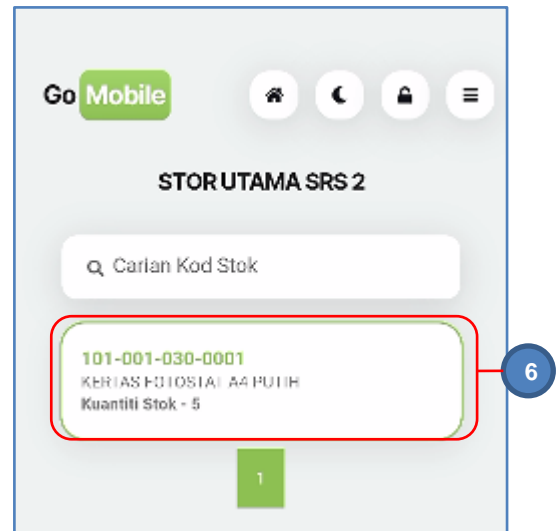 Go Mobile
STOR UTAMA SRS 2
Carian Kod Stok
101-001-030-0001
KERTAS FOTOSTAT A4 PUTIH
Kuantiti Stok - 5
6
1